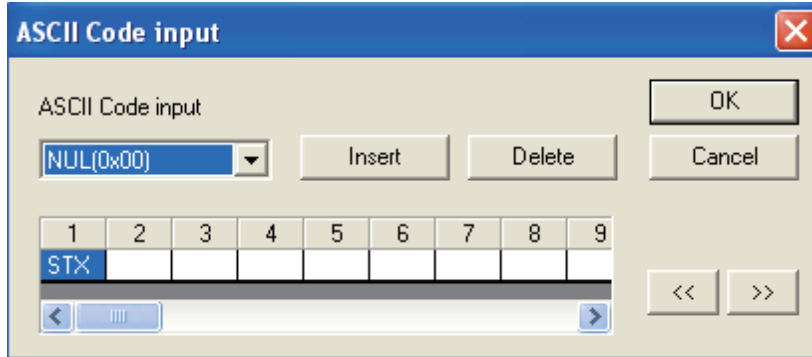 ASCII Code input
ASCII Code input
OK
NUL(0x00)
Insert
Delete
Cancel
1 2 3 4 5 6 7 8 9
STX
<< >>